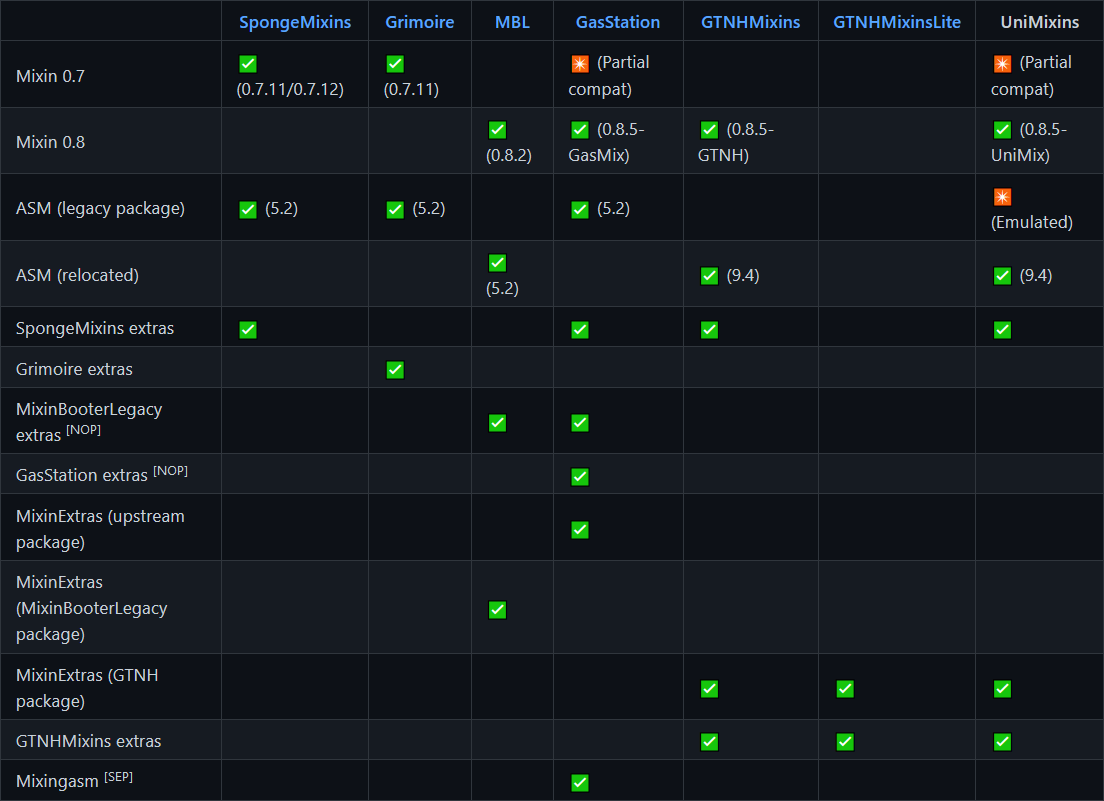 SpongeMixins Grimoire MBL GasStation GTNHMixins GTNHMixinsLite UniMixins
Mixin 0.7 ✅ (0.7.11/0.7.12) ✅ (0.7.11) ✴️ (Partial compat) ✴️ (Partial compat)
Mixin 0.8 ✅ (0.8.2) ✅ (0.8.5-GasMix) ✅ (0.8.5-GTNH) ✅ (0.8.5-UniMix)
ASM (legacy package) ✅ (5.2) ✅ (5.2) ✅ (5.2) ✴️ (Emulated)
ASM (relocated) ✅ (5.2) ✅ (9.4) ✅ (9.4)
SpongeMixins extras ✅ ✅ ✅ ✅
Grimoire extras ✅
MixinBooterLegacy extras [NOP] ✅ ✅
GasStation extras [NOP] ✅
MixinExtras (upstream package) ✅
MixinExtras (MixinBooterLegacy package) ✅
MixinExtras (GTNH package) ✅ ✅ ✅
GTNHMixins extras ✅ ✅ ✅
Mixingasm [SEP] ✅